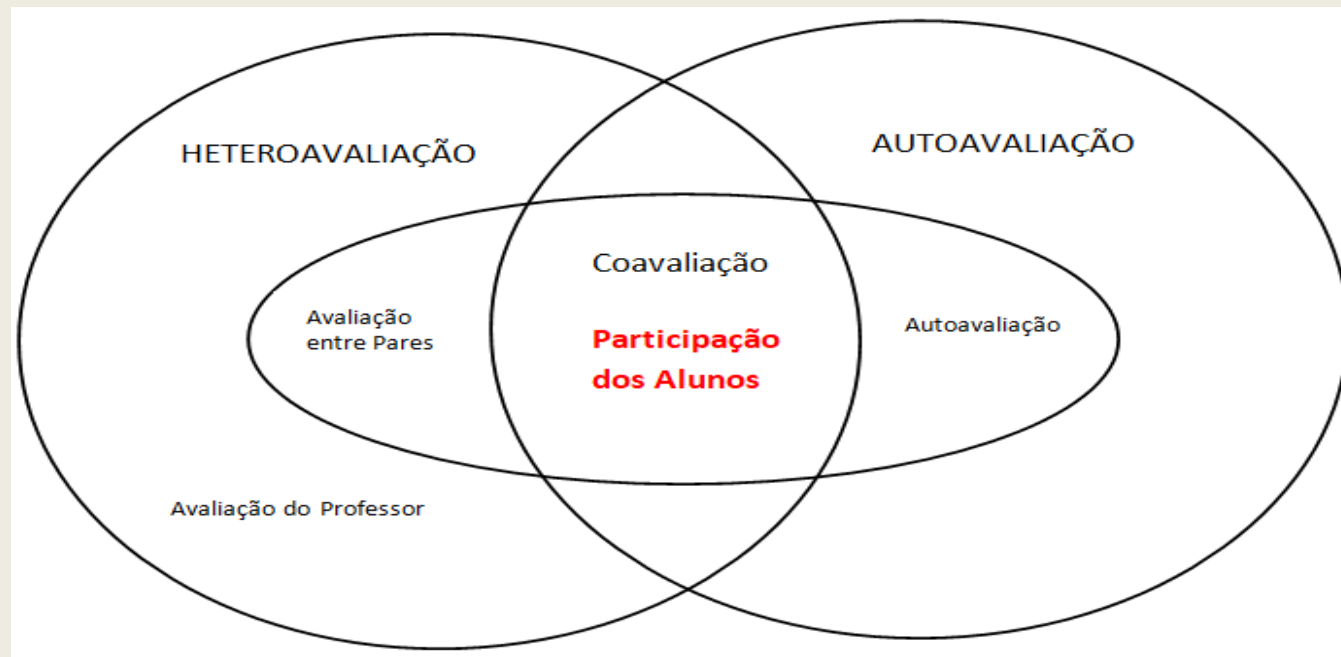 HETEROAVALIAÇÃO
AUTOAVALIAÇÃO
Coavaliação
Avaliação
entre Pares
Participação
dos Alunos
Autoavaliação
Avaliação do Professor